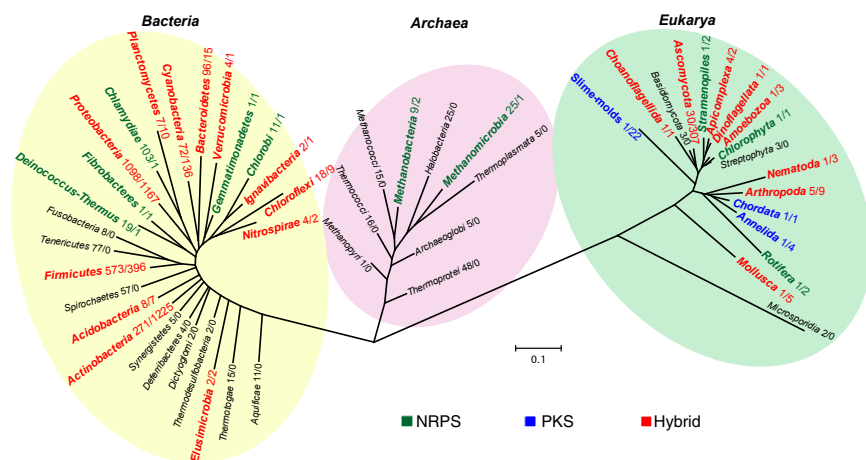 Bacteria
Archaea
Eukarya
Planctomycetes 7/10
Cyanobacteria 72/136
Bacteroidetes 96/15
Verrucomicrobia 4/1
Chlamydiae 103/1
Gemmatimonadetes 1/1
Chlorobi 11/1
Proteobacteria 1098/1167
Ignavibacteria 2/1
Fibrobacteres 1/1
Chloroflexi 18/9
Deinococcus-Thermus 19/1
Nitrospirae 4/2
Fusobacteria 8/0
Tenericutes 77/0
Firmicutes 573/396
Spirochaetes 57/0
Acidobacteria 8/7
Actinobacteria 271/1225
Synergistetes 5/0
Deferribacteres 4/0
Dictyoglomi 2/0
Thermodesulfobacteria 2/0
Elusimicrobia 2/2
Thermotogae 15/0
Aquificae 11/0
Methanopyri 1/0
Thermococci 16/0
Methanococci 15/0
Methanobacteria 9/2
Halobacteria 25/0
Methanomicrobia 25/1
Thermoplasmata 5/0
Archaeoglobi 5/0
Thermoprotei 48/0
Slime-molds 1/22
Choanoflagellida 1/1
Basidiomycota 3/0
Ascomycota 30/307
Stramenopiles 1/2
Apicomplexa 4/2
Dinoflagellata 1/1
Amoebozoa 1/3
Chlorophyta 1/1
Streptophyta 3/0
Nematoda 1/3
Arthropoda 5/9
Chordata 1/1
Annelida 1/4
Rotifera 1/2
Mollusca 1/5
Microsporidia 2/0
0.1
NRPS
PKS
Hybrid